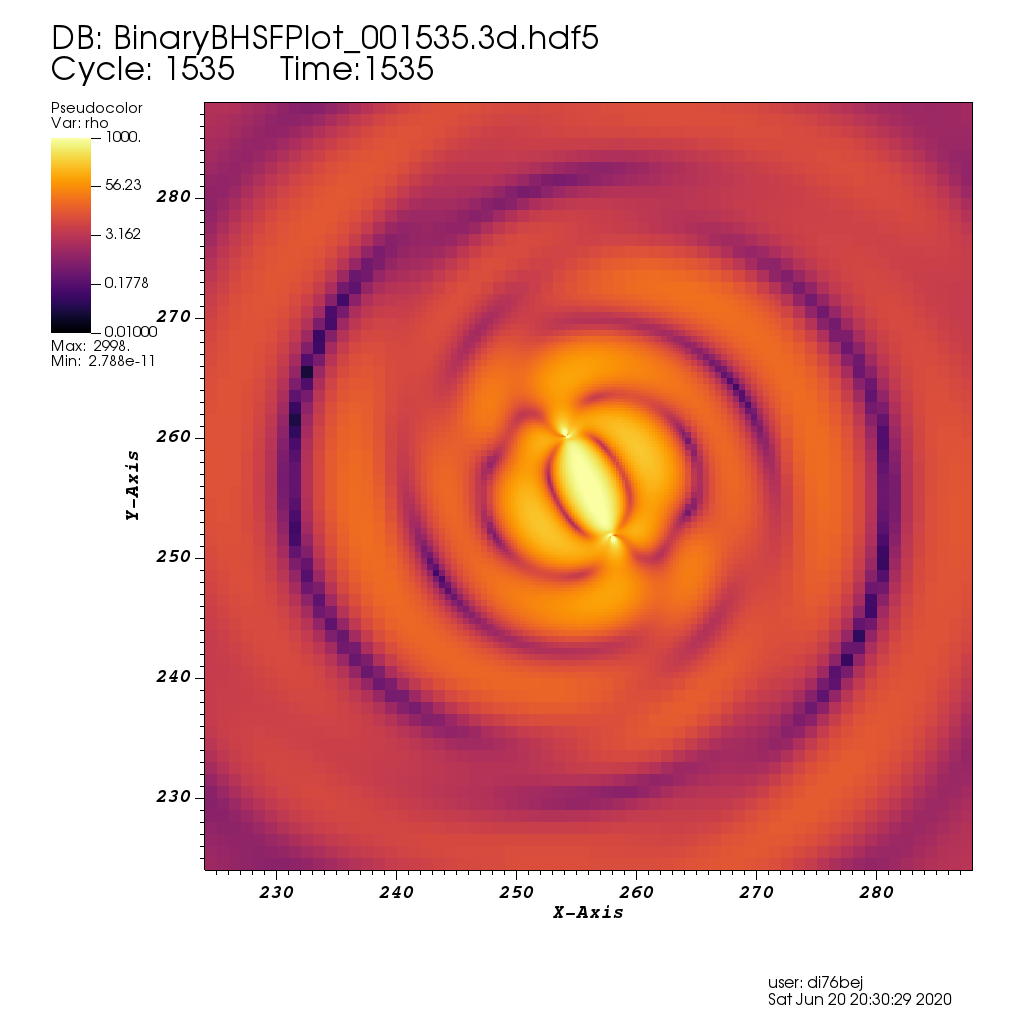 DB: BinaryBHSFPlot_001535.3d.hdf5
Cycle: 1535 Time:1535
Pseudocolor
Var: rho
1000.
56.23
3.162
0.1778
0.01000
Max: 2998.
Min: 2.788e-11
280
270
260
250
240
230
Y-Axis
230 240 250 260 270 280
X-Axis
user: di76bej
Sat Jun 20 20:30:29 2020